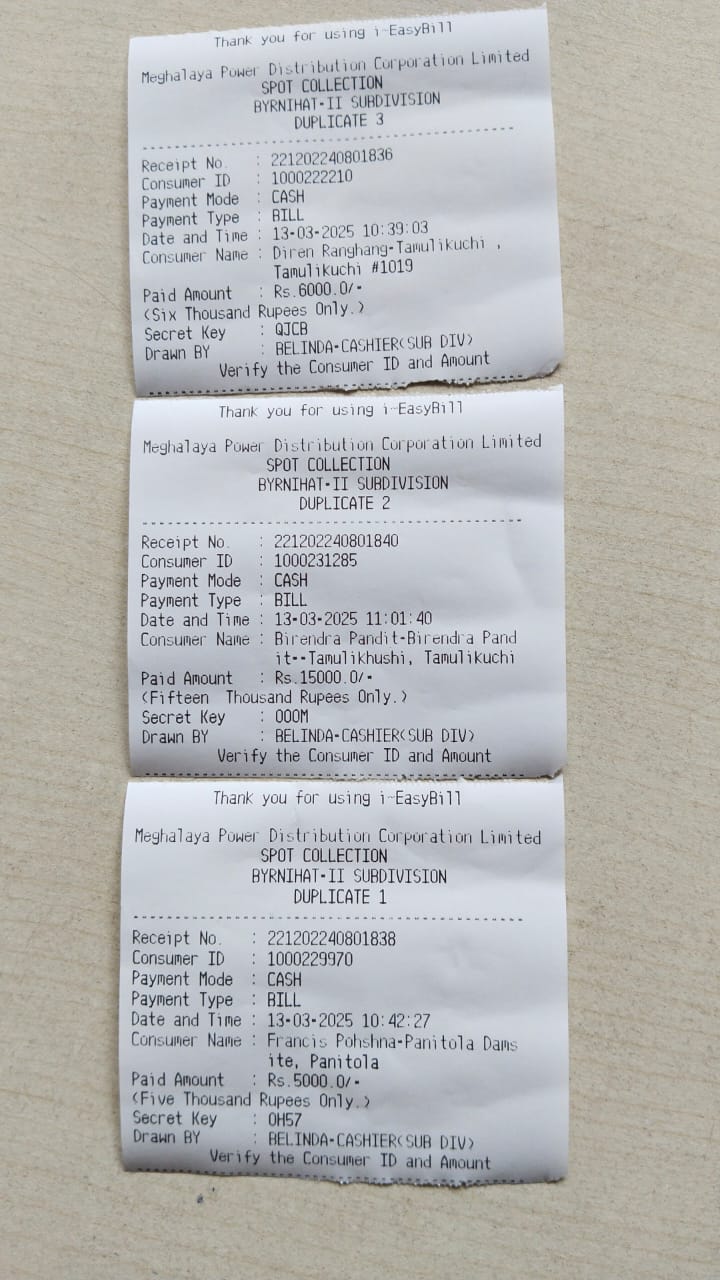 Thank you for using i-EasyBill
Meghalaya Power Distribution Corporation Limited
SPOT COLLECTION
BYRNIHAT-II SUBDIVISION
DUPLICATE 3
--------------------------------
Receipt No. : 221202240801836
Consumer ID : 1000222210
Payment Mode : CASH
Payment Type : BILL
Date and Time : 13-03-2025 10:39:03
Consumer Name : Diren Ranghang-Tamulikuchi ,
Tamulikuchi #1019
Paid Amount : Rs.6000.0/-
(Six Thousand Rupees Only.)
Secret Key : QJCB
Drawn BY : BELINDA-CASHIER(SUB DIV)
Verify the Consumer ID and Amount
Thank you for using i-EasyBill
Meghalaya Power Distribution Corporation Limited
SPOT COLLECTION
BYRNIHAT-II SUBDIVISION
DUPLICATE 2
--------------------------------
Receipt No. : 221202240801840
Consumer ID : 1000231285
Payment Mode : CASH
Payment Type : BILL
Date and Time : 13-03-2025 11:01:40
Consumer Name : Birendra Pandit-Birendra Pand
it--Tamulikhushi, Tamulikuchi
Paid Amount : Rs.15000.0/-
(Fifteen Thousand Rupees Only.)
Secret Key : OOOM
Drawn BY : BELINDA-CASHIER(SUB DIV)
Verify the Consumer ID and Amount
Thank you for using i-EasyBill
Meghalaya Power Distribution Corporation Limited
SPOT COLLECTION
BYRNIHAT-II SUBDIVISION
DUPLICATE 1
--------------------------------
Receipt No. : 221202240801838
Consumer ID : 1000229970
Payment Mode : CASH
Payment Type : BILL
Date and Time : 13-03-2025 10:42:27
Consumer Name : Francis Pohshna-Panitola Dams
ite, Panitola
Paid Amount : Rs.5000.0/-
(Five Thousand Rupees Only.)
Secret Key : OH57
Drawn BY : BELINDA-CASHIER(SUB DIV)
Verify the Consumer ID and Amount